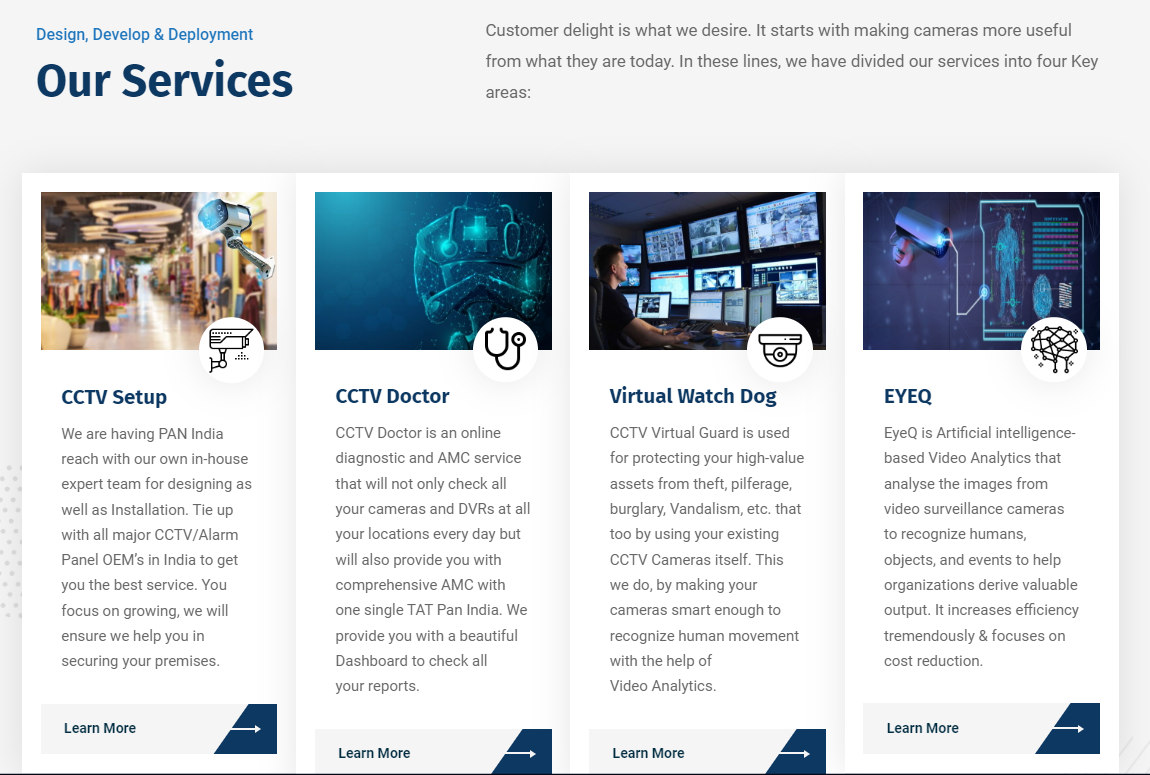 Design, Develop & Deployment
Our Services
Customer delight is what we desire. It starts with making cameras more useful
from what they are today. In these lines, we have divided our services into four Key
areas:
CCTV Setup
We are having PAN India
reach with our own in-house
expert team for designing as
well as Installation. Tie up
with all major CCTV/Alarm
Panel OEM's in India to get
you the best service. You
focus on growing, we will
ensure we help you in
securing your premises.
Learn More
CCTV Doctor
CCTV Doctor is an online
diagnostic and AMC service
that will not only check all
your cameras and DVRs at all
your locations every day but
will also provide you with
comprehensive AMC with
one single TAT Pan India. We
provide you with a beautiful
Dashboard to check all
your reports.
Learn More
Virtual Watch Dog
CCTV Virtual Guard is used
for protecting your high-value
assets from theft, pilferage,
burglary, Vandalism, etc. that
too by using your existing
CCTV Cameras itself. This
we do, by making your
cameras smart enough to
recognize human movement
with the help of
Video Analytics.
Learn More
EYEQ
EyeQ is Artificial intelligence-
based Video Analytics that
analyse the images from
video surveillance cameras
to recognize humans,
objects, and events to help
organizations derive valuable
output. It increases efficiency
tremendously & focuses on
cost reduction.
Learn More